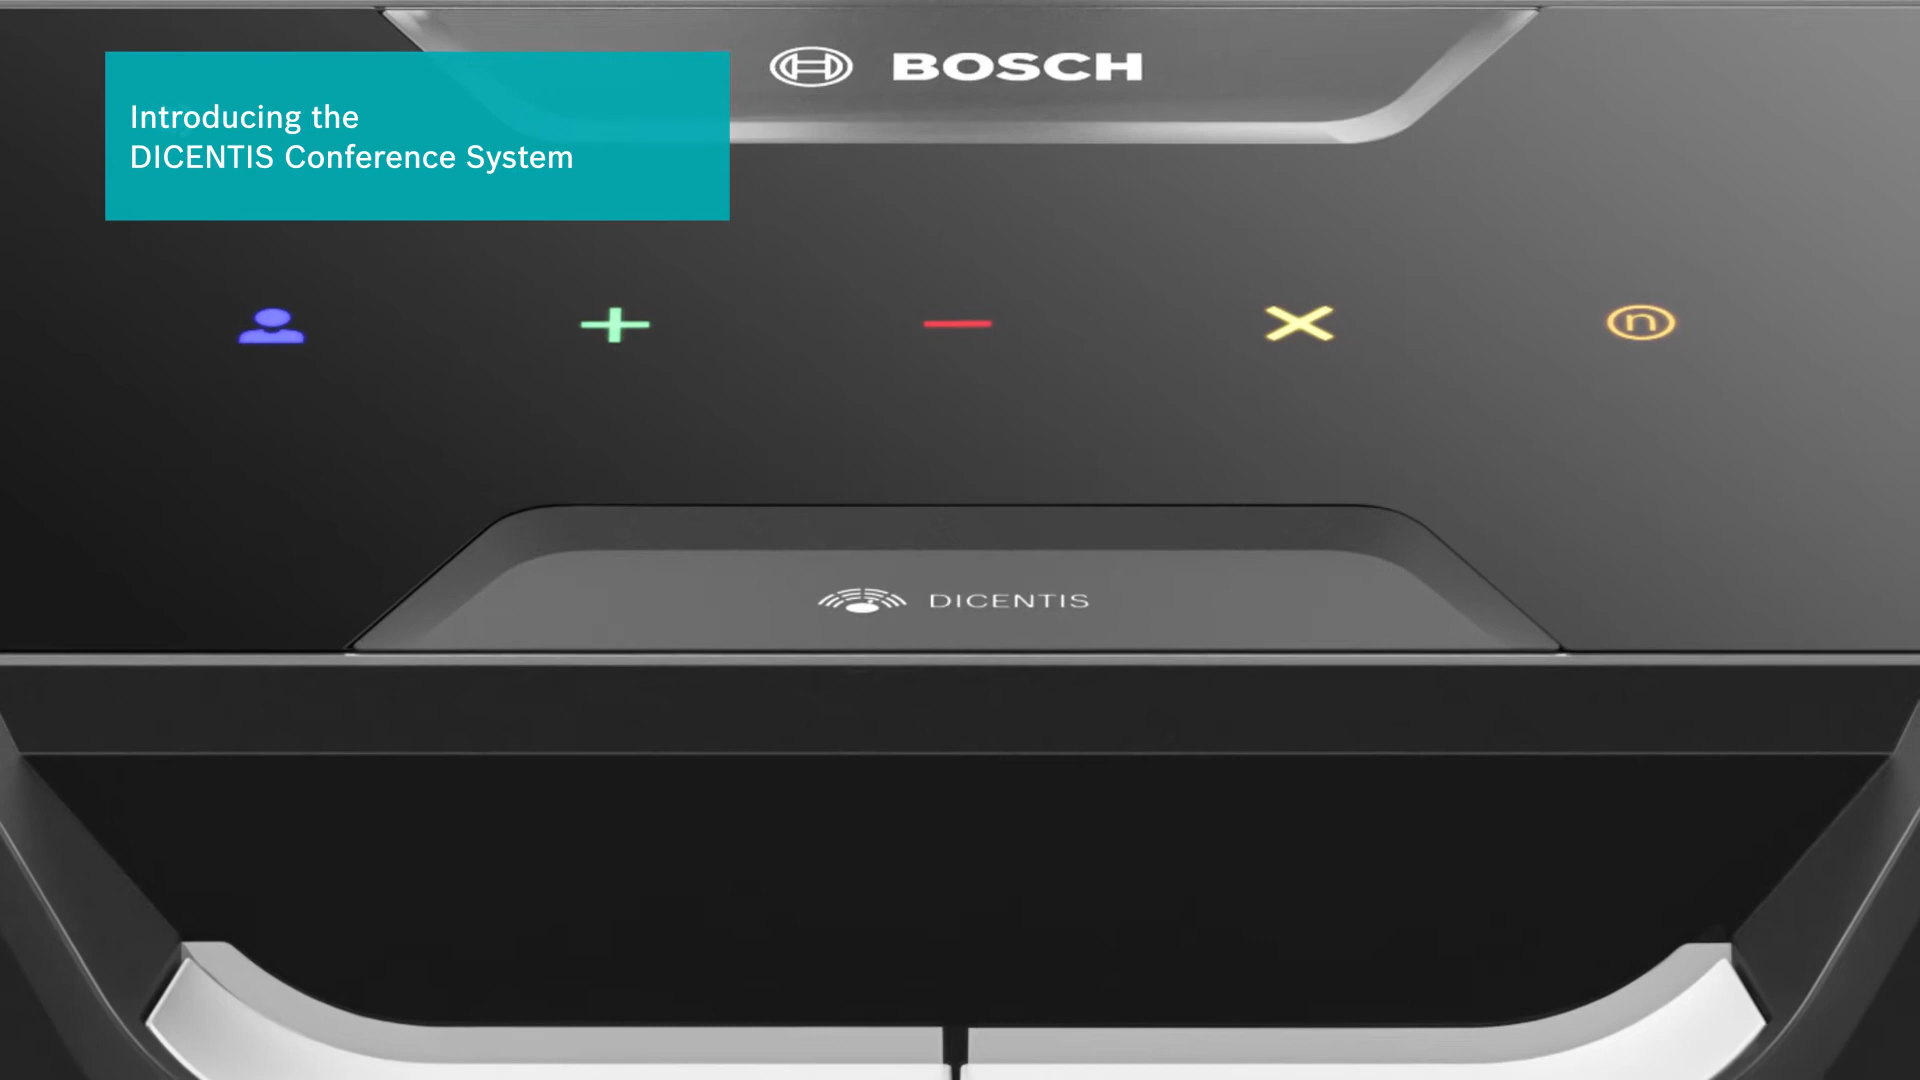 BOSCH
Introducing the
DICENTIS Conference System
n
DICENTIS